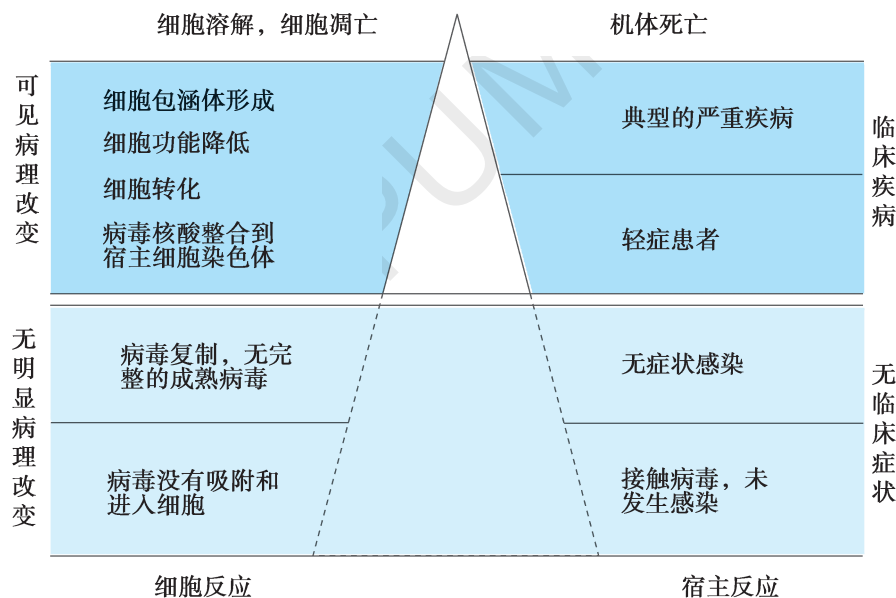 细胞溶解，细胞凋亡
机体死亡
可见病理改变
细胞包涵体形成
细胞功能降低
细胞转化
病毒核酸整合到
宿主细胞染色体
典型的严重疾病
轻症患者
临床疾病
无明显病理改变
病毒复制，无完
整的成熟病毒
病毒没有吸附和
进入细胞
无症状感染
接触病毒，未
发生感染
无临床症状
细胞反应
宿主反应